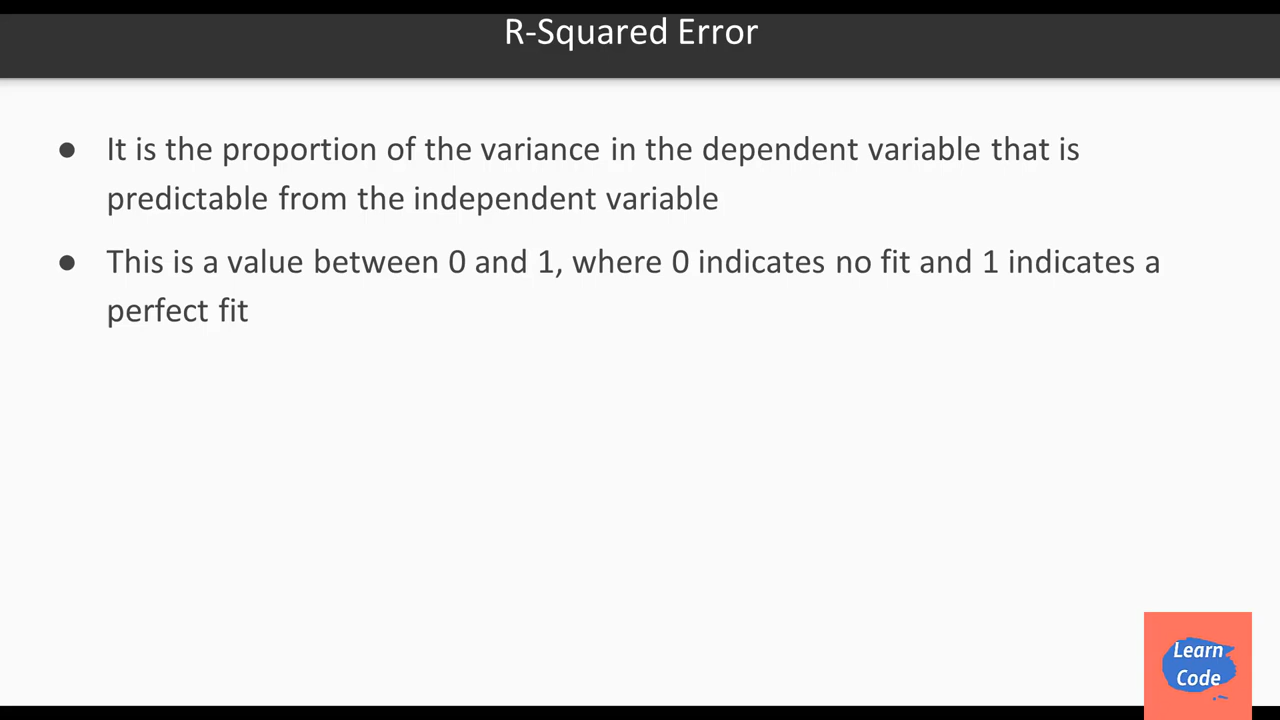 R-Squared Error
● It is the proportion of the variance in the dependent variable that is
predictable from the independent variable
● This is a value between 0 and 1, where 0 indicates no fit and 1 indicates a
perfect fit
Learn
Code